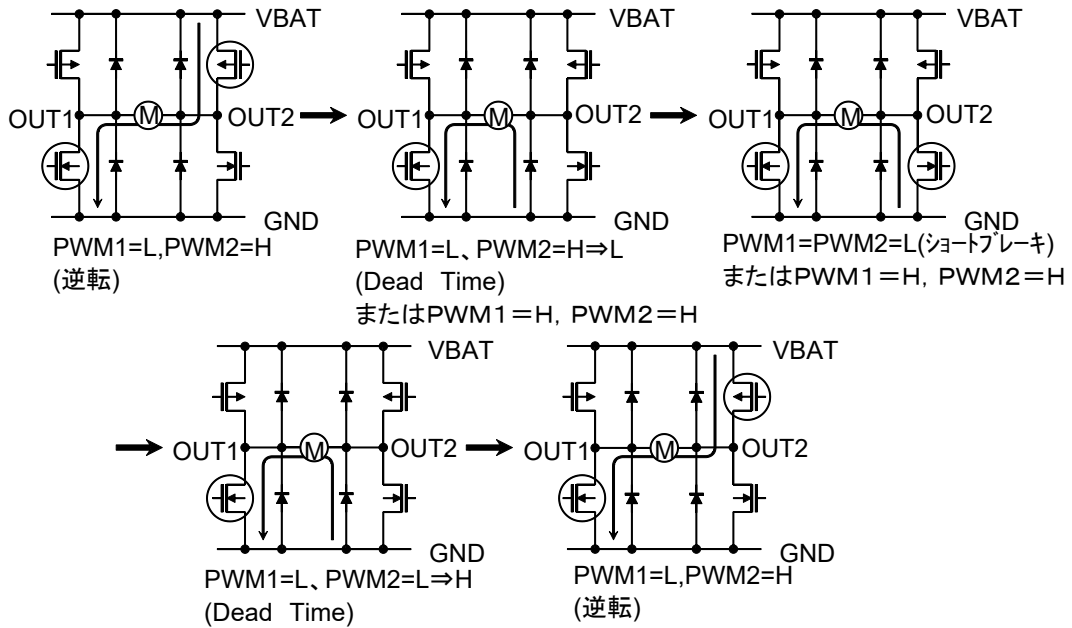 VBAT
OUT1
M
OUT2
GND
PWM1=L,PWM2=H
(逆転)
VBAT
OUT1
M
OUT2
GND
PWM1=L、PWM2=H⇒L
(Dead Time)
またはPWM1=H, PWM2=H
VBAT
OUT1
M
OUT2
GND
PWM1=PWM2=L(ショートブレーキ)
またはPWM1=H, PWM2=H
VBAT
OUT1
M
OUT2
GND
PWM1=L、PWM2=L⇒H
(Dead Time)
VBAT
OUT1
M
OUT2
GND
PWM1=L,PWM2=H
(逆転)